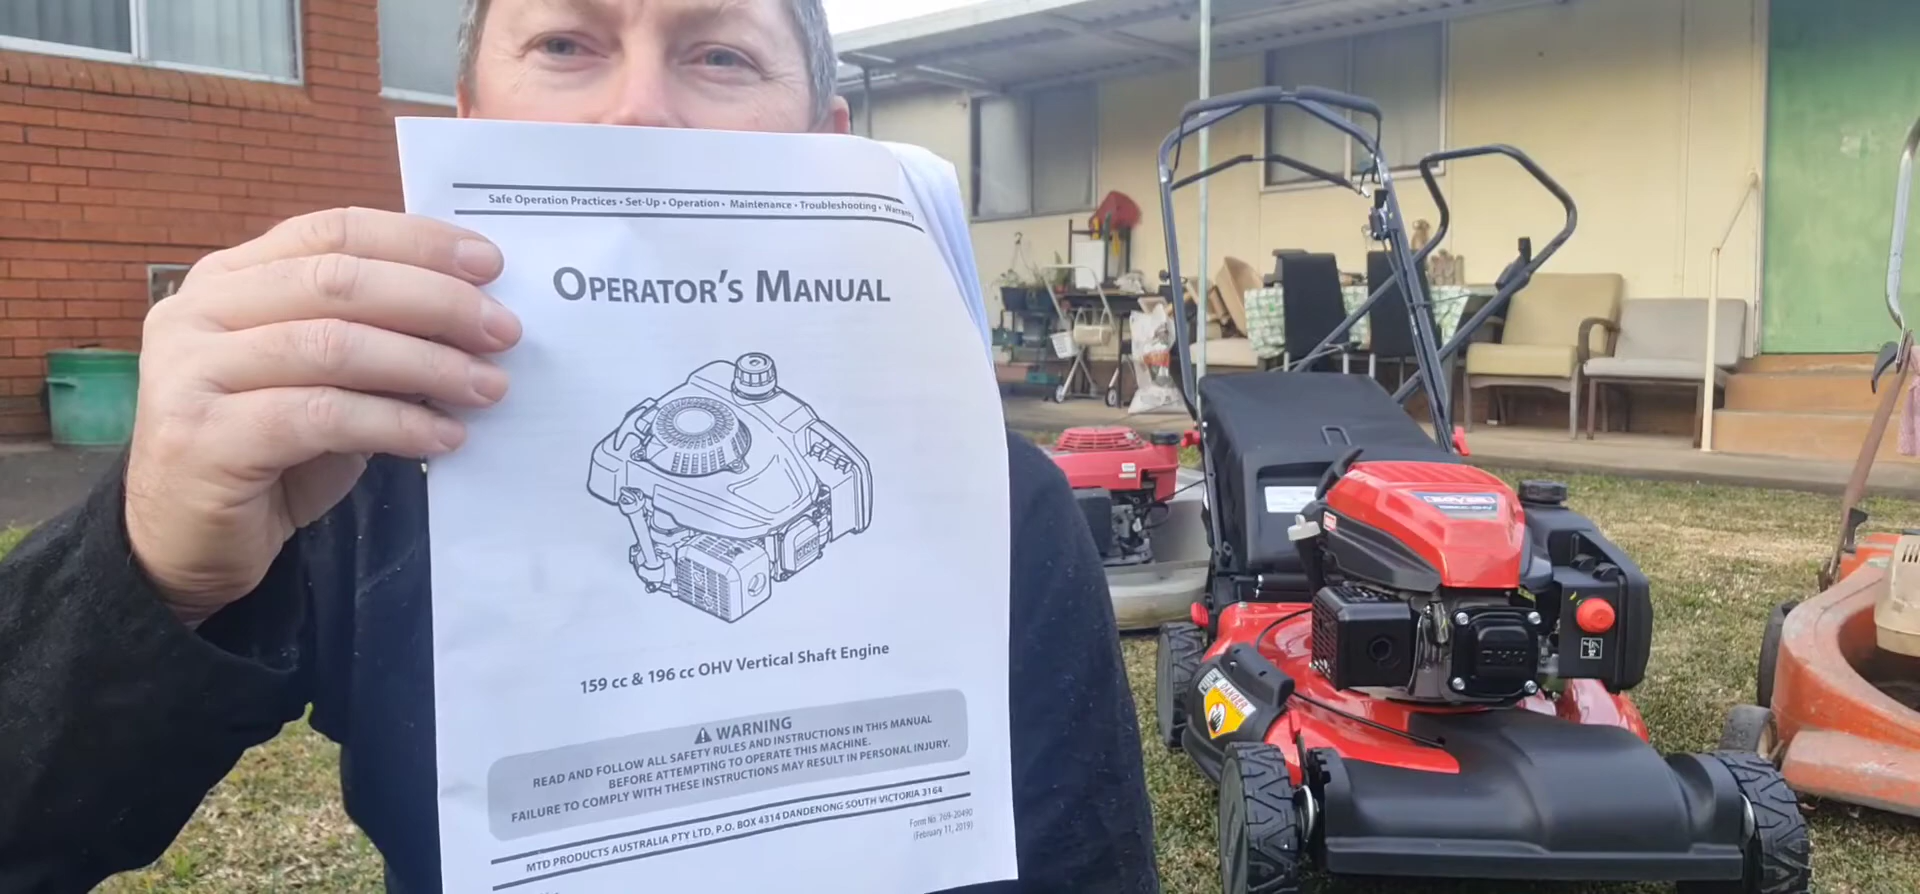 Safe Operation Practices • Set-Up • Operation • Maintenance • Troubleshooting • Warranty
OPERATOR'S MANUAL
OHV
159 cc & 196 cc OHV Vertical Shaft Engine
WARNING
READ AND FOLLOW ALL SAFETY RULES AND INSTRUCTIONS IN THIS MANUAL
BEFORE ATTEMPTING TO OPERATE THIS MACHINE.
FAILURE TO COMPLY WITH THESE INSTRUCTIONS MAY RESULT IN PERSONAL INJURY.
MTD PRODUCTS AUSTRALIA PTY LTD, P.O. BOX 4314 DANDENONG SOUTH VICTORIA 3164
Form No. 769-20490
(February 11, 2019)
ROVER
OHV
DANGER